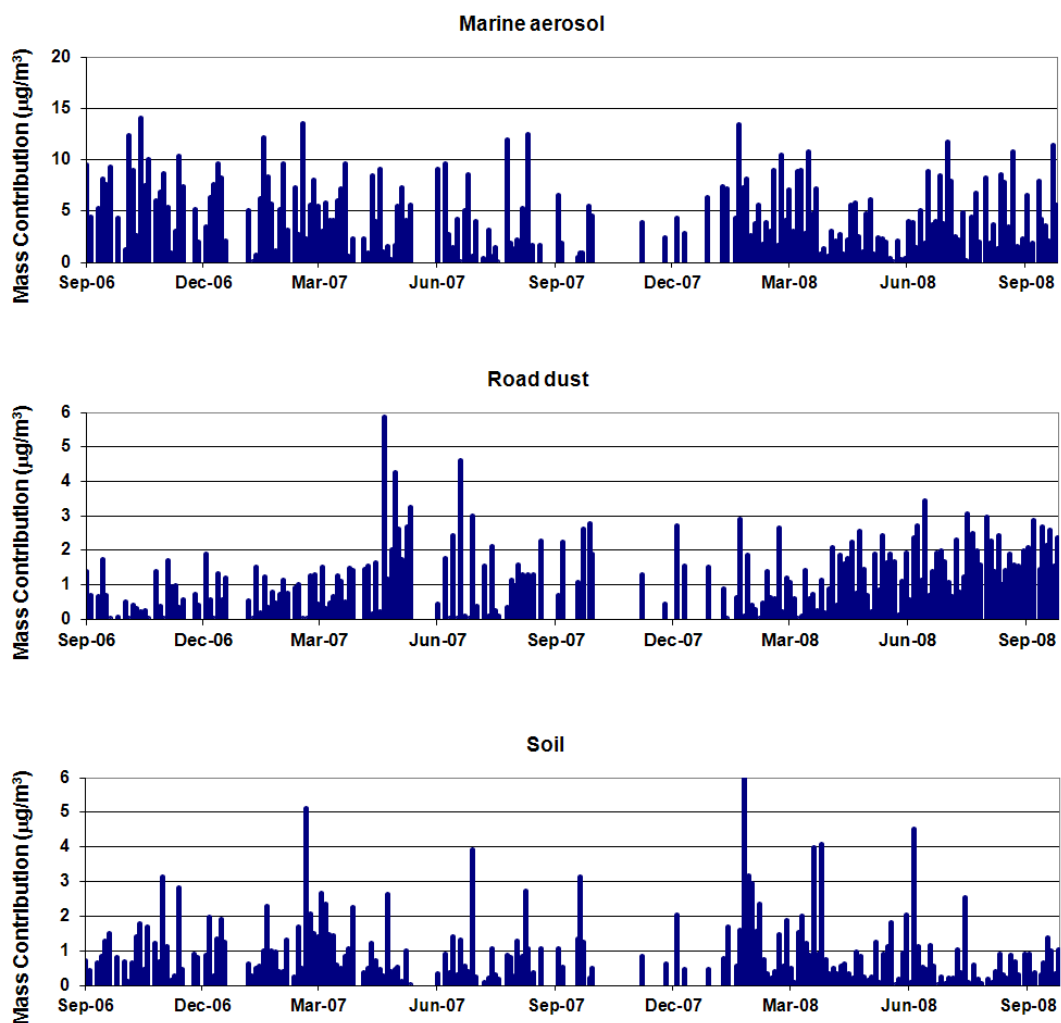 Marine aerosol
Mass Contribution (µg/m³)
20
15
10
5
0
Sep-06 Dec-06 Mar-07 Jun-07 Sep-07 Dec-07 Mar-08 Jun-08 Sep-08
Road dust
Mass Contribution (µg/m³)
6
5
4
3
2
1
0
Sep-06 Dec-06 Mar-07 Jun-07 Sep-07 Dec-07 Mar-08 Jun-08 Sep-08
Soil
Mass Contribution (µg/m³)
6
5
4
3
2
1
0
Sep-06 Dec-06 Mar-07 Jun-07 Sep-07 Dec-07 Mar-08 Jun-08 Sep-08